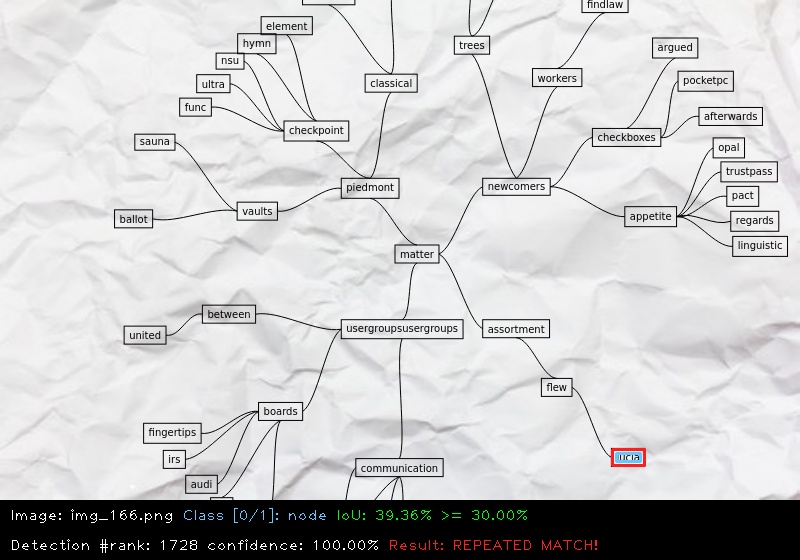 findlaw
element
trees
hymn
argued
nsu
workers
pocketpc
ultra
classical
func
afterwards
checkpoint
checkboxes
sauna
opal
trustpass
piedmont
newcomers
pact
vaults
appetite
ballot
regards
linguistic
matter
between
united
usergroupsusergroups
assortment
flew
boards
fingertips
irs
lucia
communication
audi
Image: img_166.png Class [0/1]: node IoU: 39.36% >= 30.00%
Detection #rank: 1728 confidence: 100.00% Result: REPEATED MATCH!